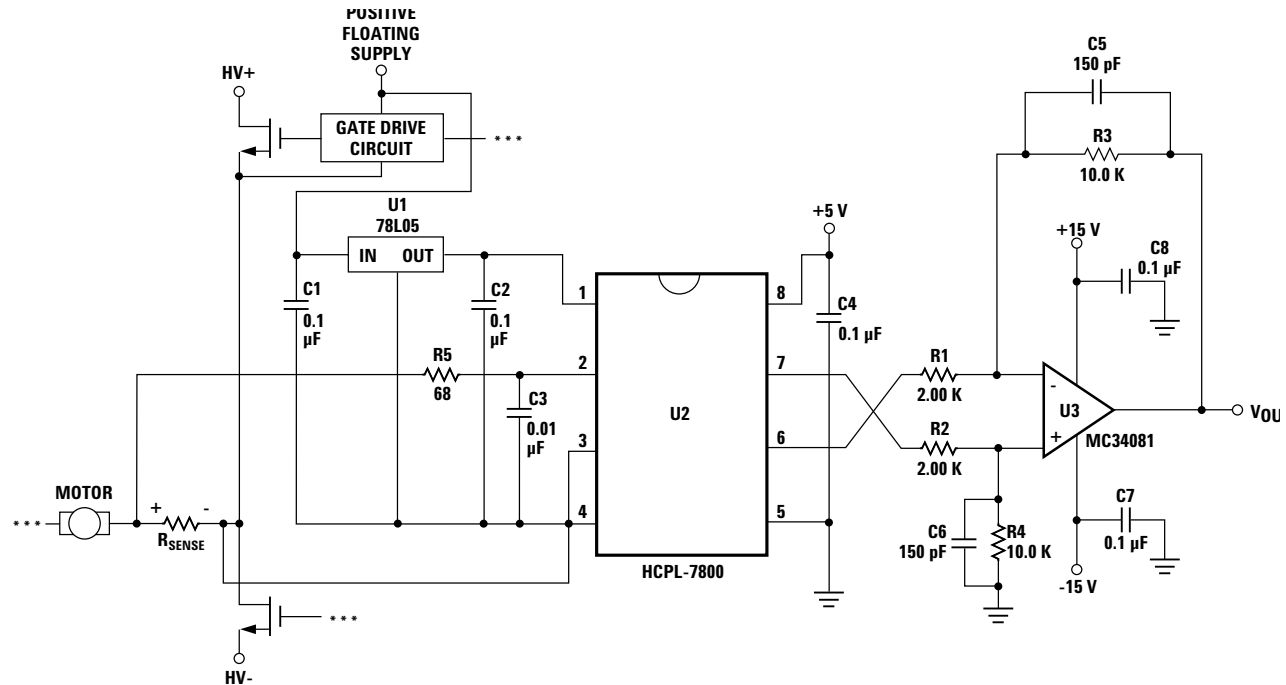 POSITIVE
FLOATING
SUPPLY
HV+
GATE DRIVE
CIRCUIT
***
U1
78L05
IN OUT
C1
0.1
µF
C2
0.1
µF
R5
68
C3
0.01
µF
MOTOR
***
+ -
RSENSE
***
HV-
1
2
3
4
8
7
6
5
U2
HCPL-7800
+5 V
C4
0.1 µF
R1
2.00 K
R2
2.00 K
C5
150 pF
R3
10.0 K
+15 V
C8
0.1 µF
-
U3
+
MC34081
VOU
C6
150 pF
R4
10.0 K
C7
0.1 µF
-15 V